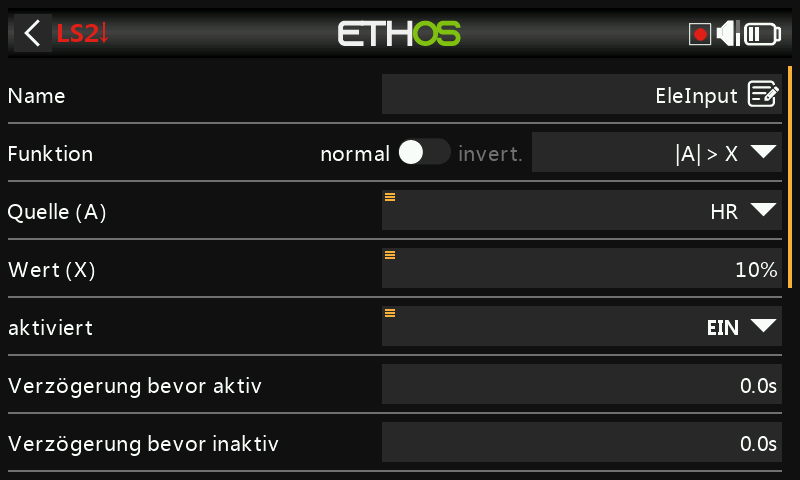 LS2↓ ETHOS
Name EleInput
Funktion normal invert. |A| > X
Quelle (A) HR
Wert (X) 10%
aktiviert EIN
Verzögerung bevor aktiv 0.0s
Verzögerung bevor inaktiv 0.0s